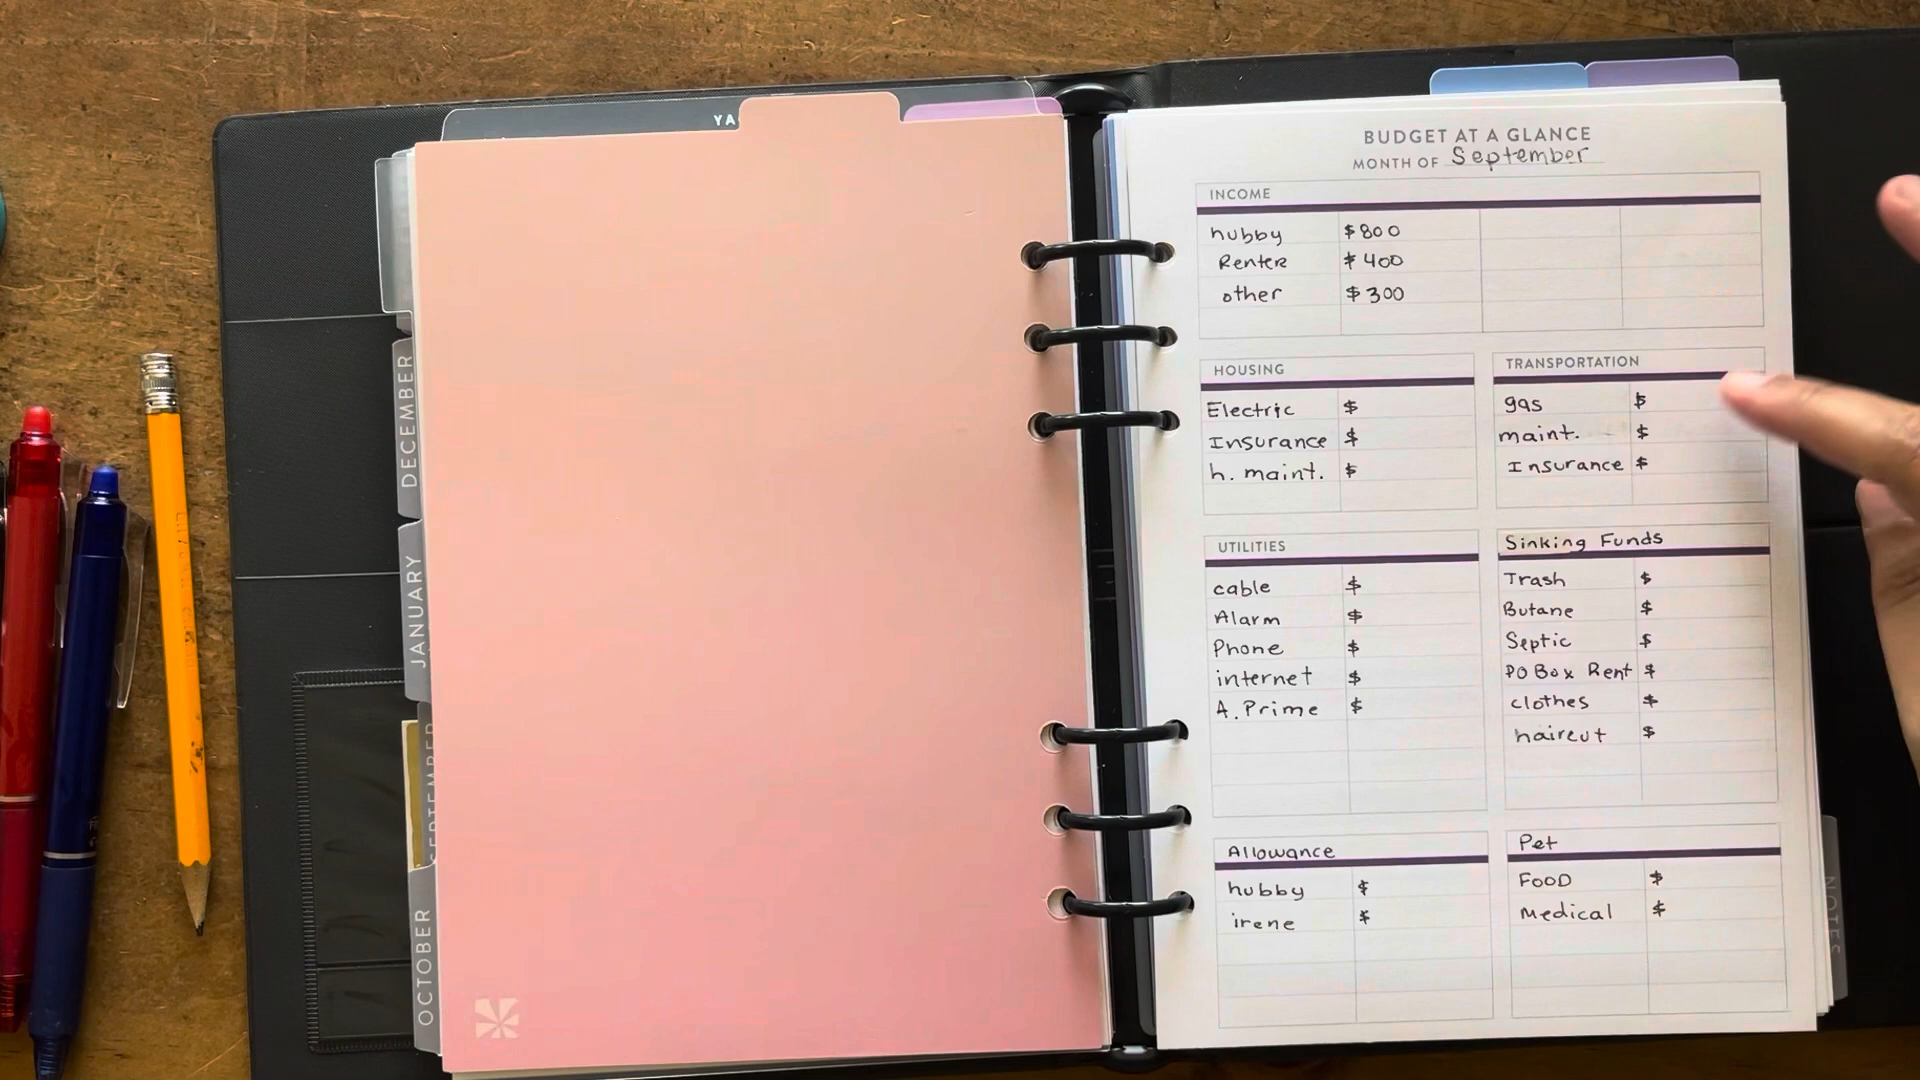 YA
DECEMBER
JANUARY
SEPTEMBER
OCTOBER
BUDGET AT A GLANCE
MONTH OF September
INCOME
hubby $800
Renter $400
other $300
HOUSING
Electric $
Insurance $
h. maint. $
TRANSPORTATION
gas $
maint. $
Insurance $
UTILITIES
cable $
Alarm $
Phone $
internet $
A. Prime $
Sinking Funds
Trash $
Butane $
Septic $
PO Box Rent $
clothes $
haircut $
Allowance
hubby $
irene $
Pet
FOOD $
Medical $
NOTES